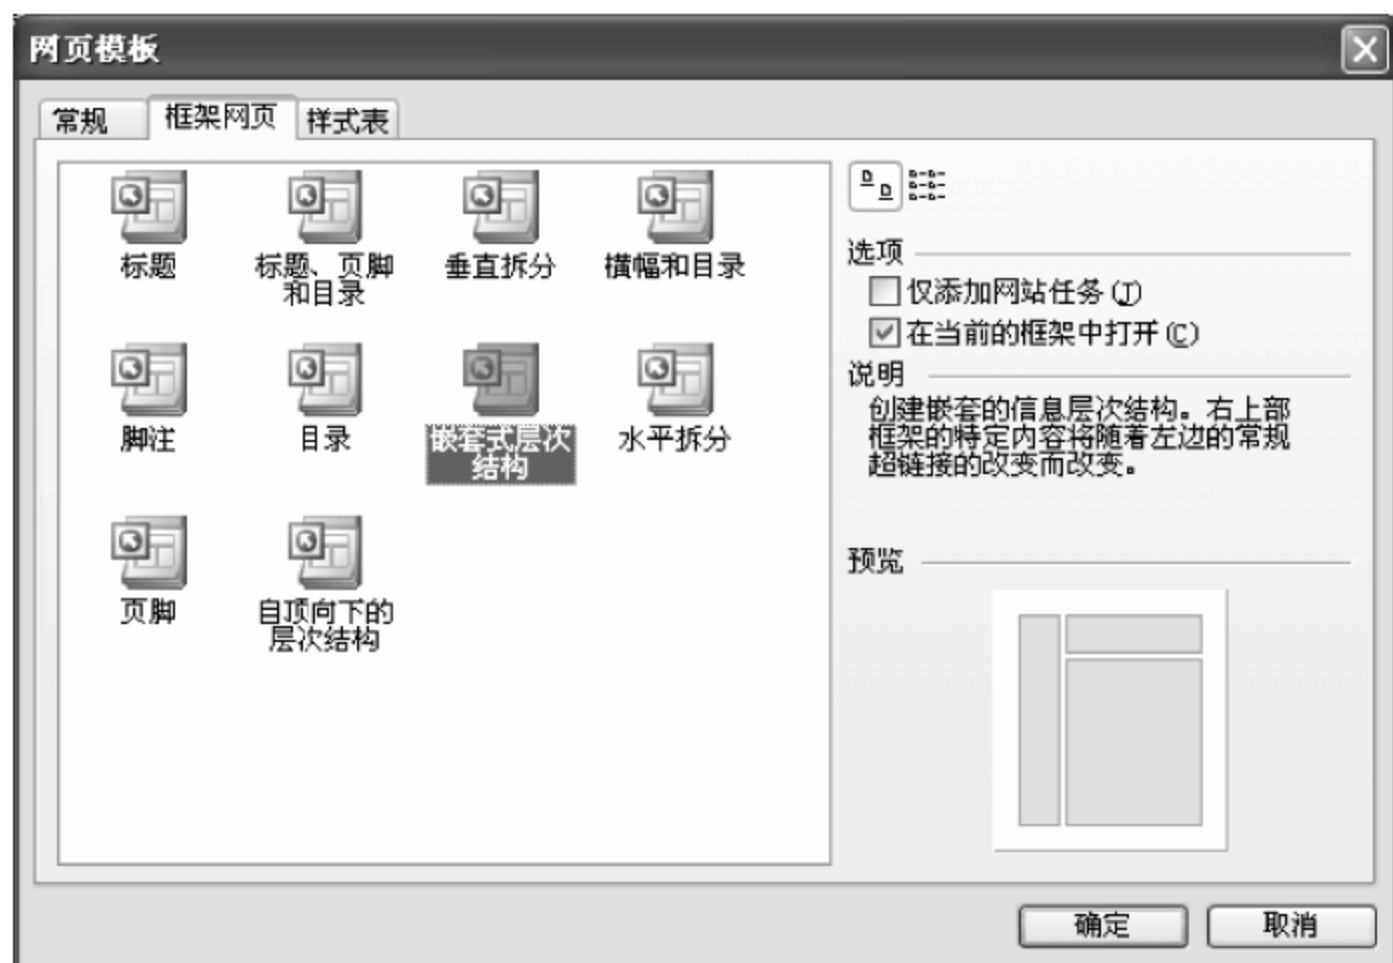 网页模板
常规 框架网页 样式表
标题
标题、页脚
和目录
垂直拆分
横幅和目录
脚注
目录
嵌套式层次
结构
水平拆分
页脚
自顶向下的
层次结构
选项
仅添加网站任务(T)
在当前的框架中打开(C)
说明
创建嵌套的信息层次结构。右上部
框架的特定内容将随着左边的常规
超链接的改变而改变。
预览
确定 取消